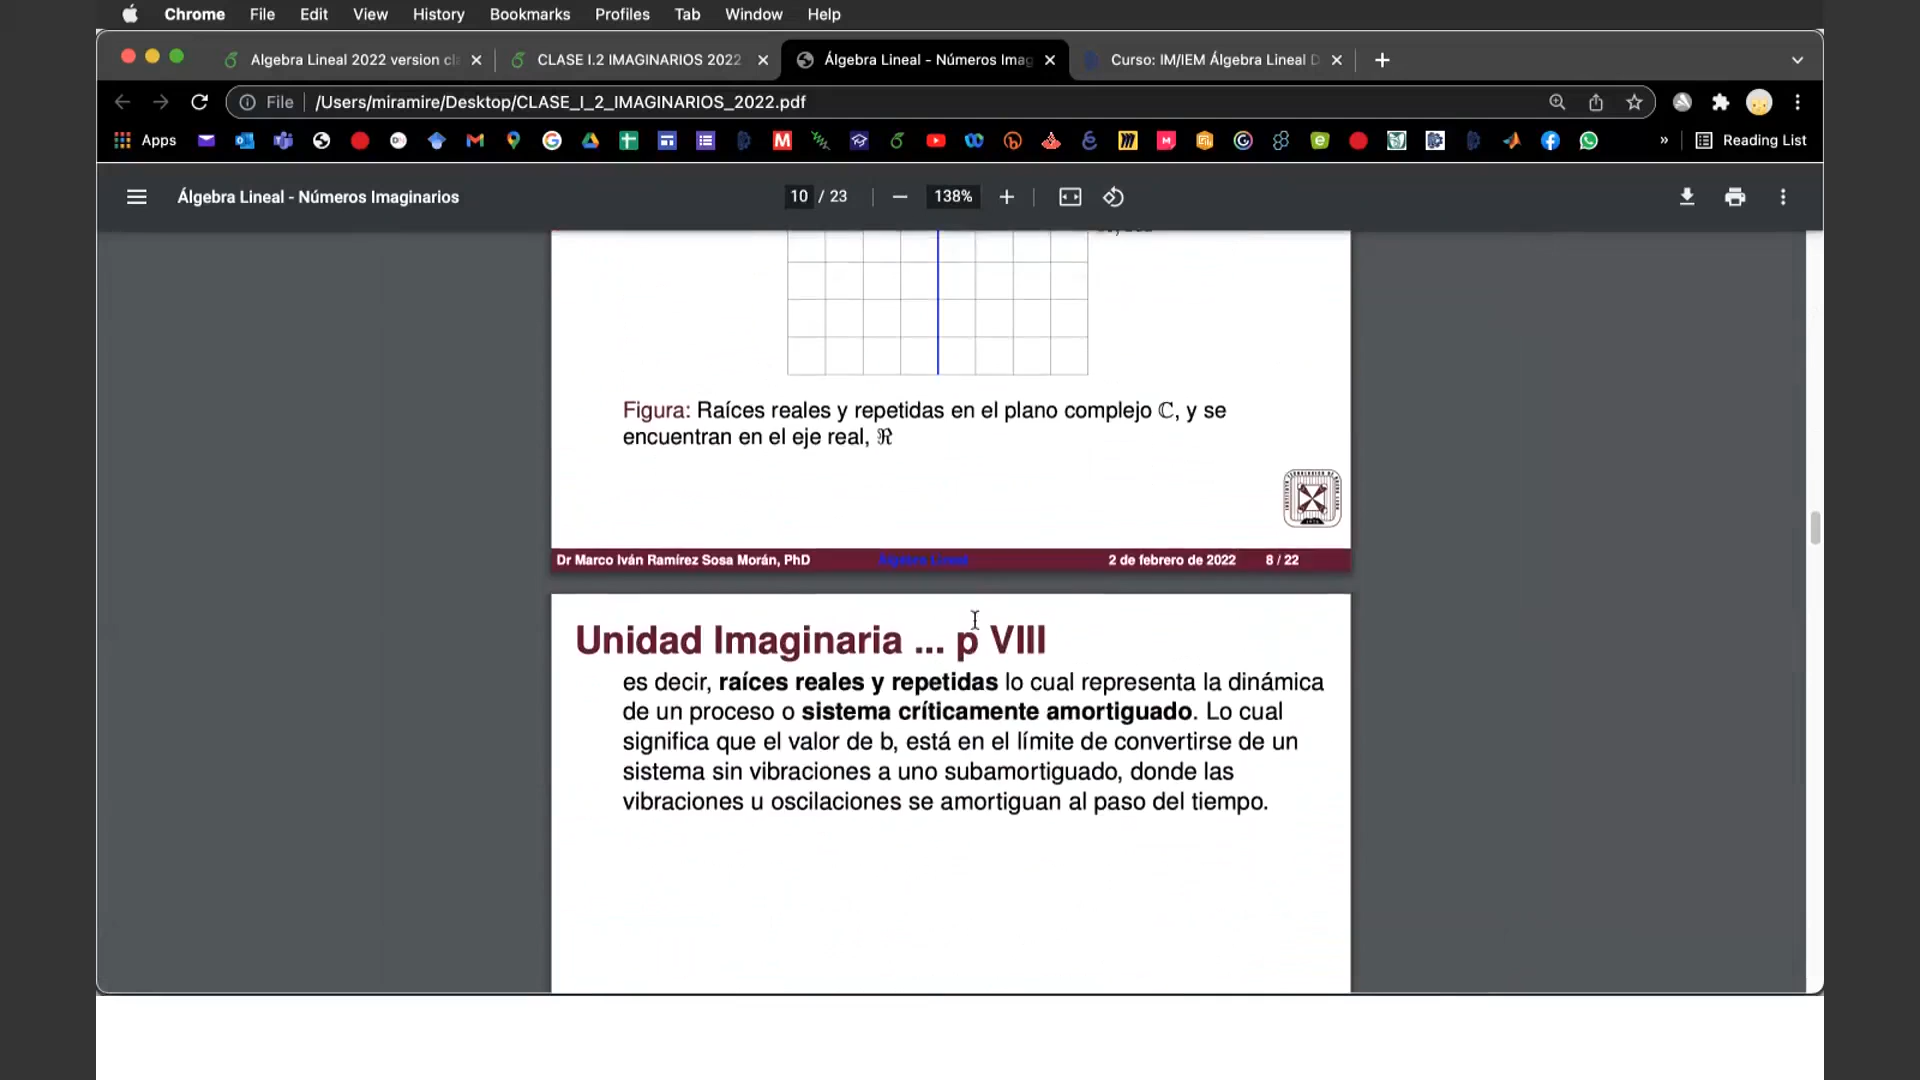 Chrome File Edit View History Bookmarks Profiles Tab Window Help
Algebra Lineal 2022 version cl
CLASE I.2 IMAGINARIOS 2022
Álgebra Lineal - Números Imag
Curso: IM/IEM Álgebra Lineal D
File /Users/miramire/Desktop/CLASE_I_2_IMAGINARIOS_2022.pdf
Apps
» Reading List
Álgebra Lineal - Números Imaginarios
10 / 23
138%
Figura: Raíces reales y repetidas en el plano complejo ℂ, y se
encuentran en el eje real, ℜ
Dr Marco Iván Ramírez Sosa Morán, PhD Algebra Lineal 2 de febrero de 2022 8 / 22
Unidad Imaginaria ... p VIII
es decir, raíces reales y repetidas lo cual representa la dinámica
de un proceso o sistema críticamente amortiguado. Lo cual
significa que el valor de b, está en el límite de convertirse de un
sistema sin vibraciones a uno subamortiguado, donde las
vibraciones u oscilaciones se amortiguan al paso del tiempo.